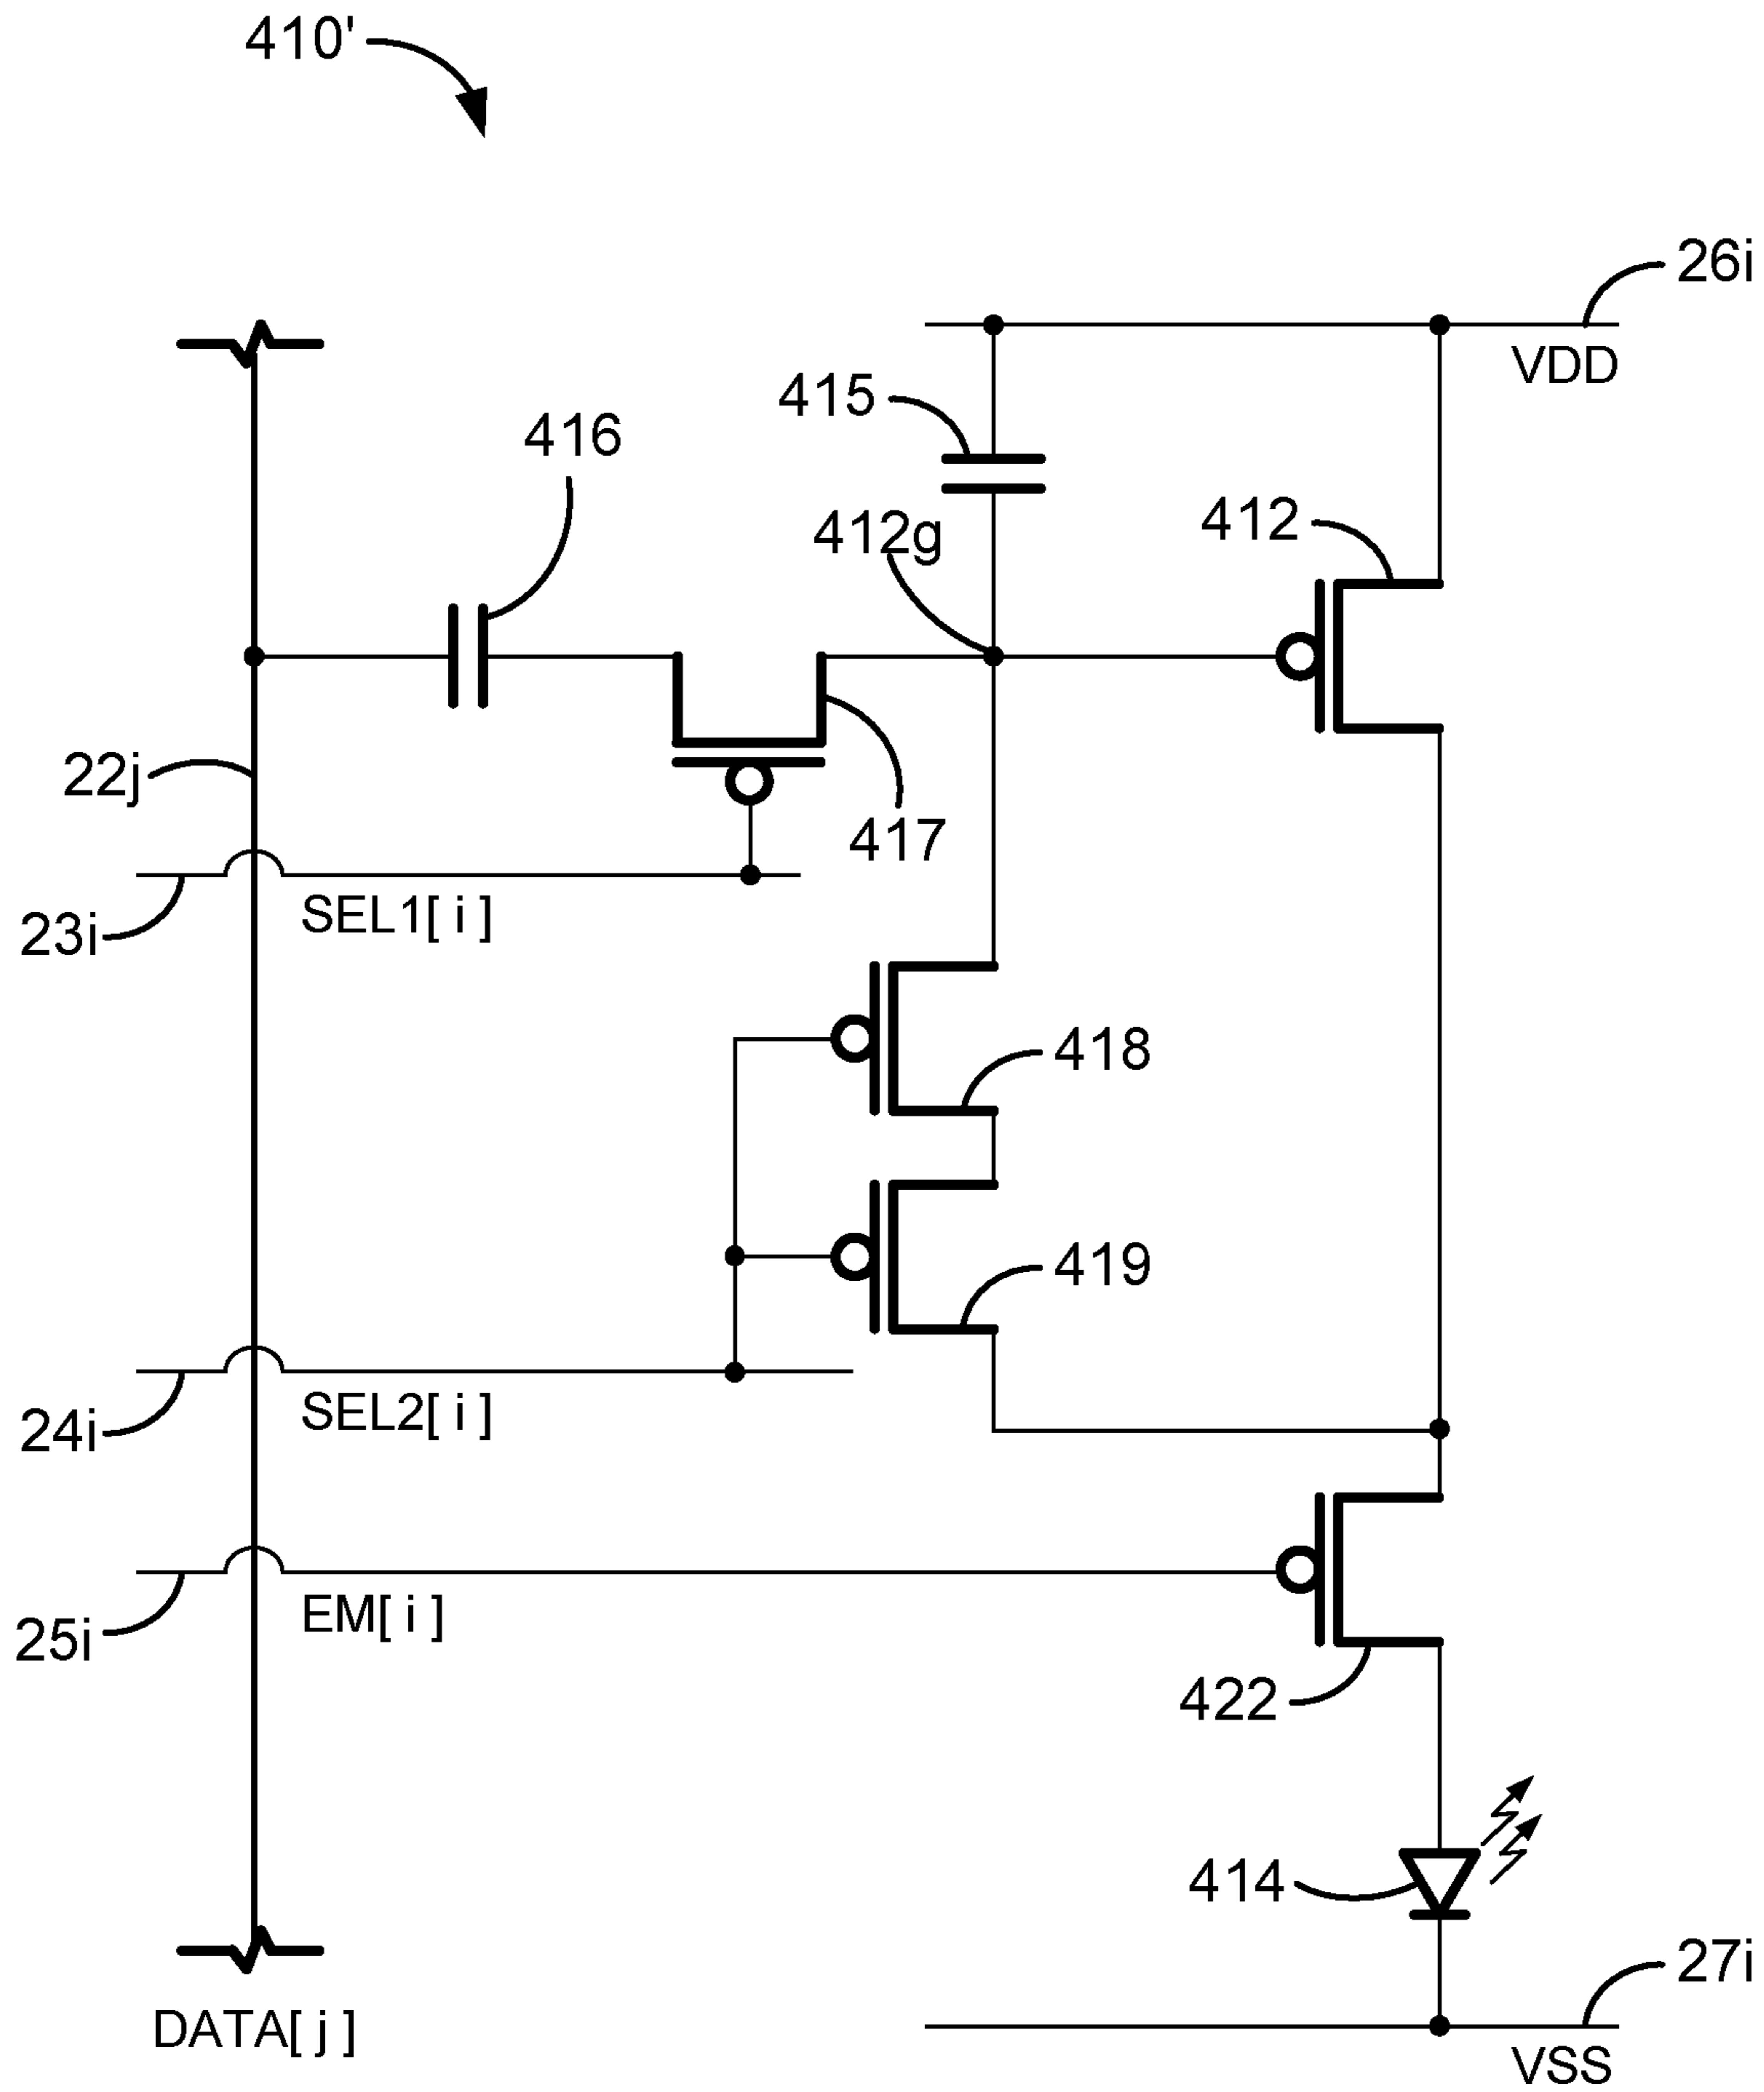 410'
26i
VDD
415
416
412g
412
22j
417
SEL1[ i ]
23i
418
419
SEL2[ i ]
24i
EM[ i ]
25i
422
414
27i
DATA[ j ]
VSS